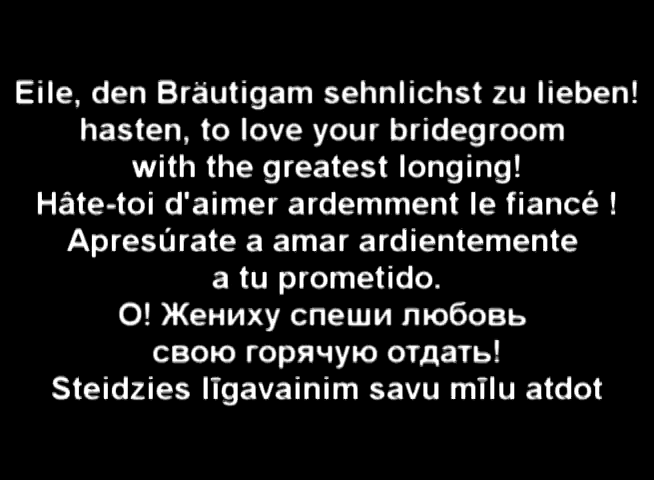 Eile, den Bräutigam sehnlichst zu lieben!
hasten, to love your bridegroom
with the greatest longing!
Hâte-toi d'aimer ardemment le fiancé !
Apresúrate a amar ardientemente
a tu prometido.
О! Жениху спеши любовь
свою горячую отдать!
Steidzies līgavainim savu mīlu atdot